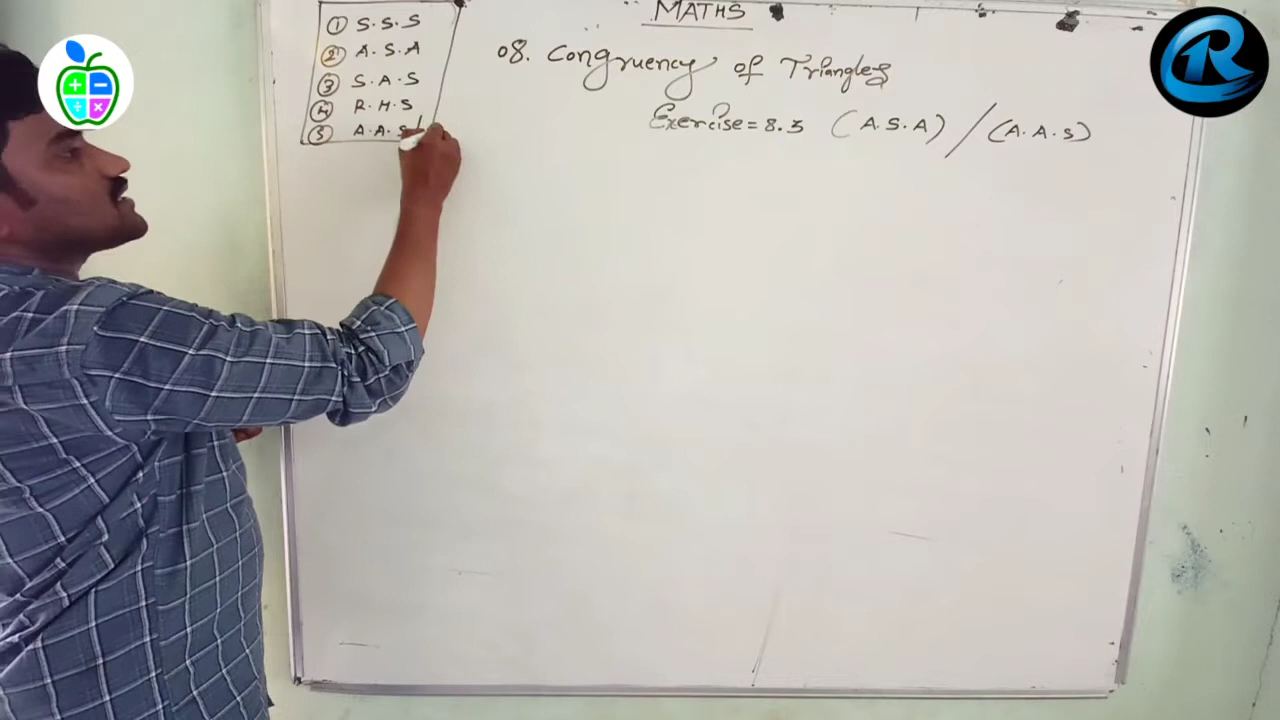 MATHS
① S.S.S
② A.S.A
③ S.A.S
④ R.H.S
⑤ A.A.S
08. Congruency of Triangles
Exercise = 8.3 (A.S.A) / (A.A.S)
R